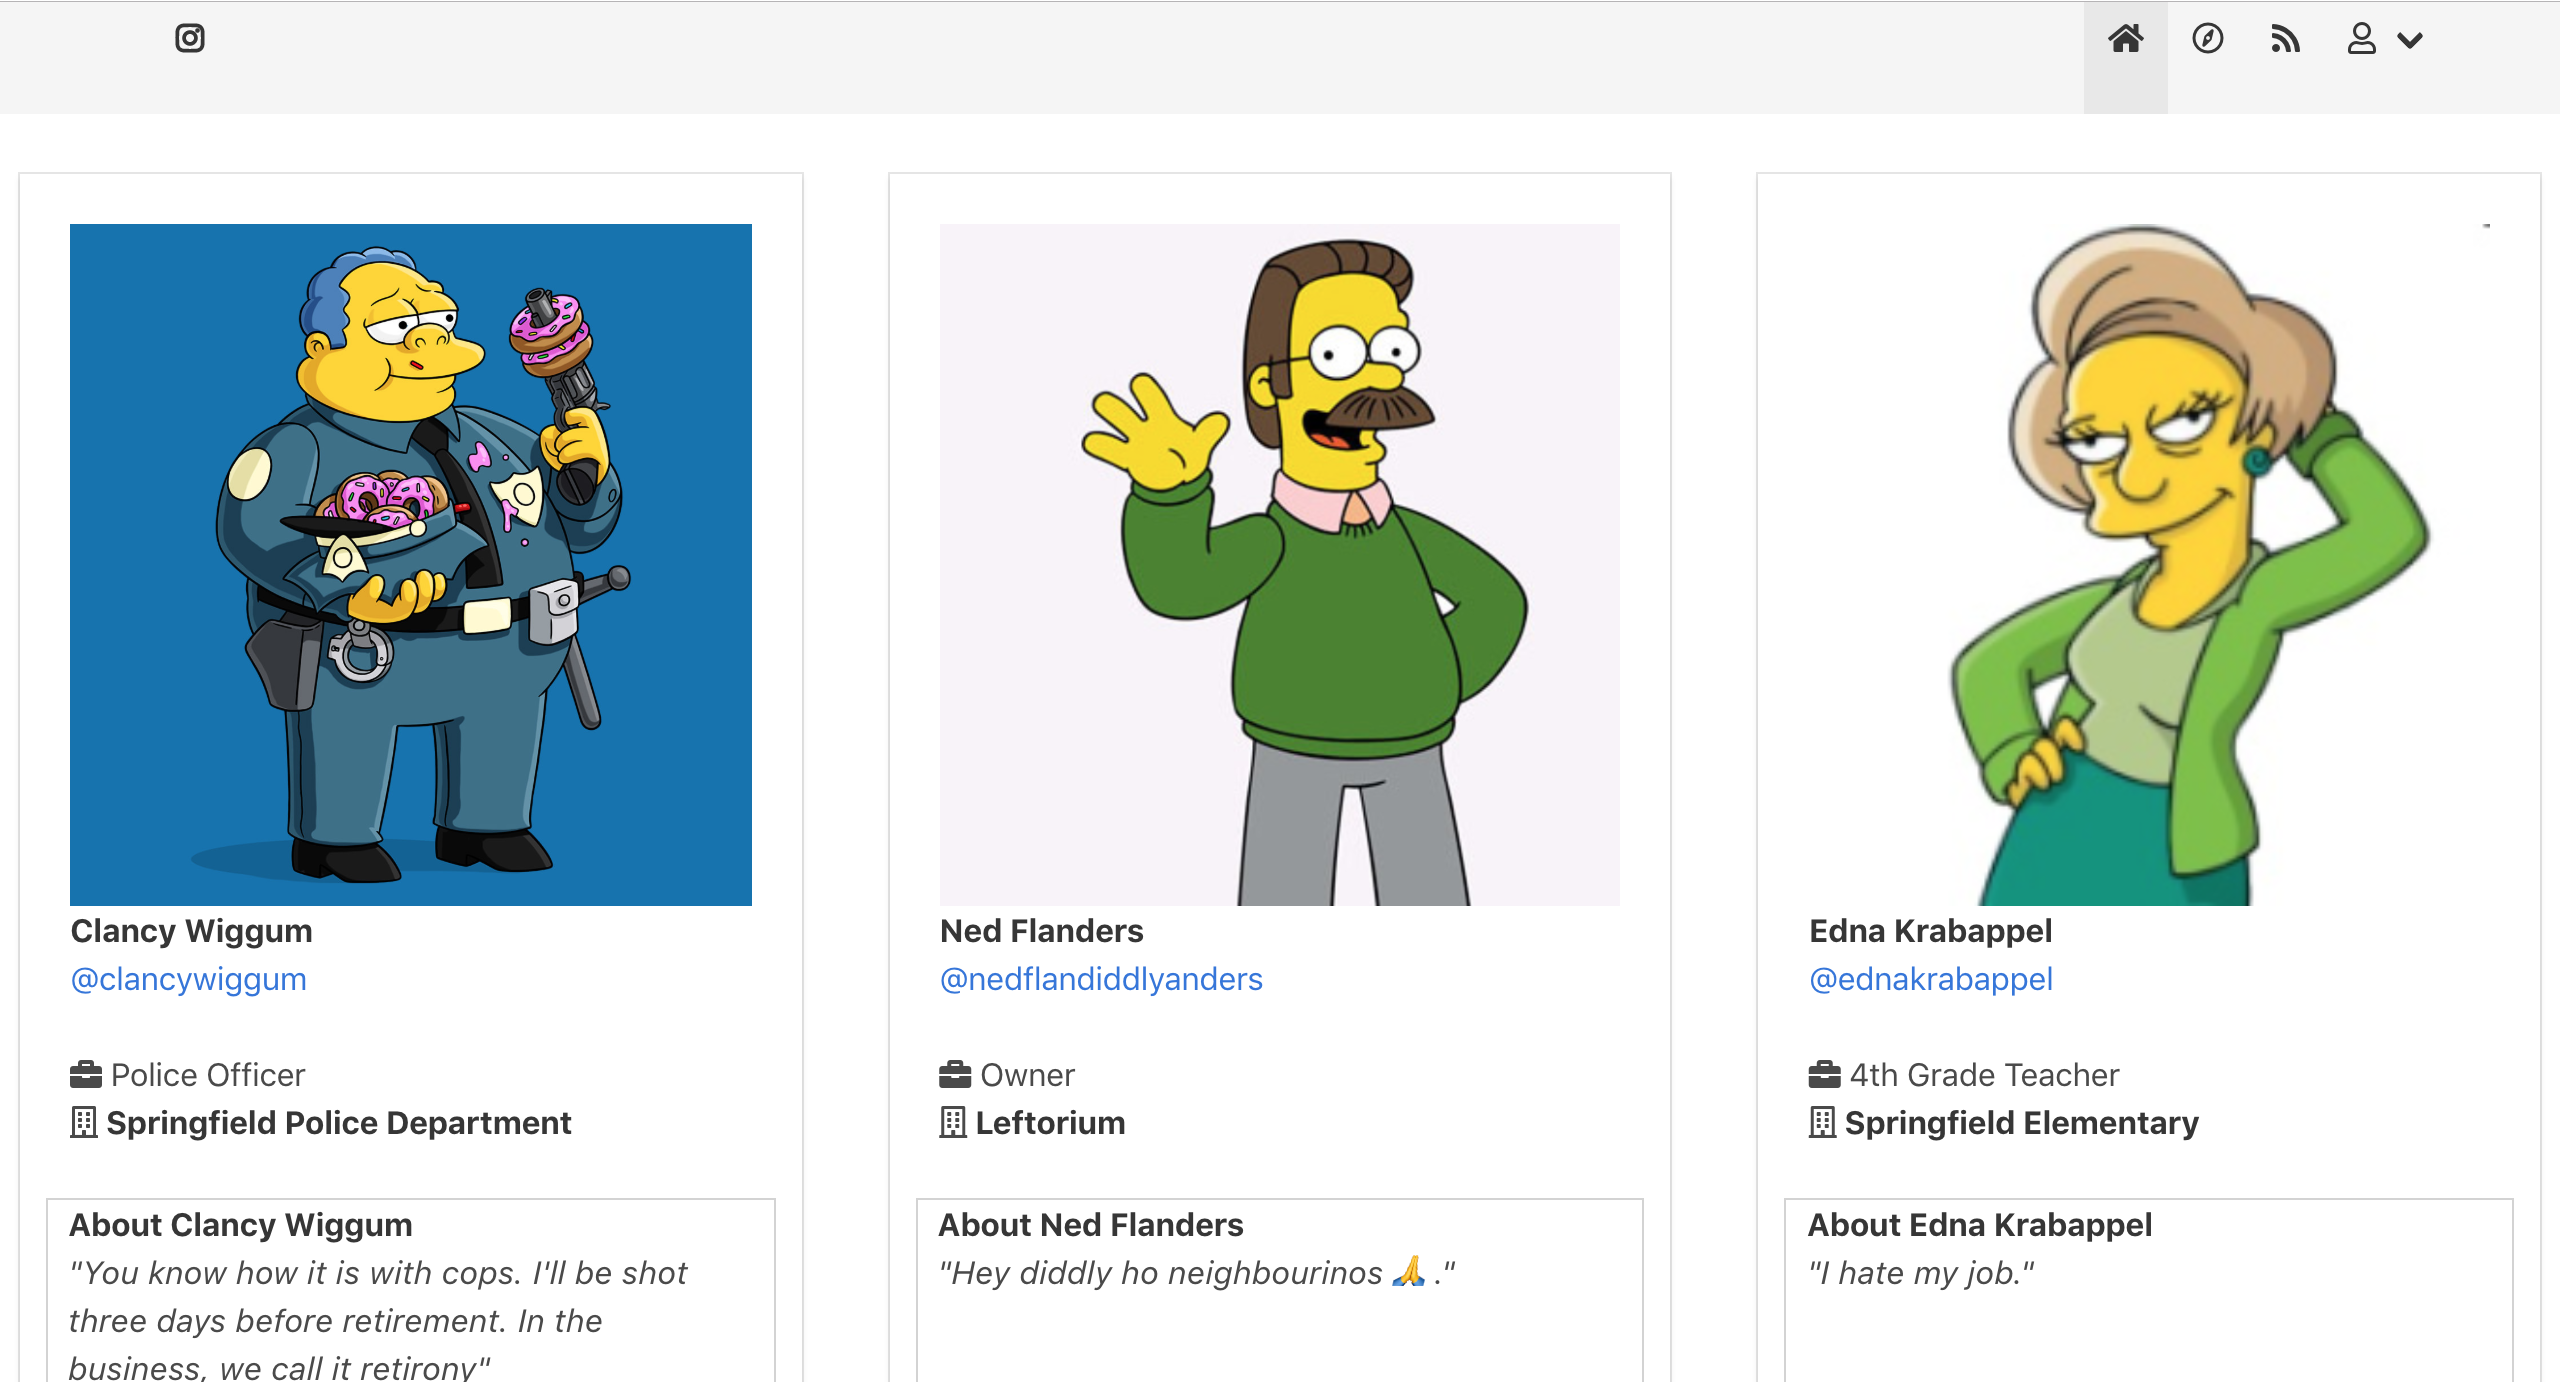 Clancy Wiggum
@clancywiggum
Police Officer
Springfield Police Department
About Clancy Wiggum
"You know how it is with cops. I'll be shot
three days before retirement. In the
business, we call it retirony"
Ned Flanders
@nedflandiddlyanders
Owner
Leftorium
About Ned Flanders
"Hey diddly ho neighbourinos 🙏 ."
Edna Krabappel
@ednakrabappel
4th Grade Teacher
Springfield Elementary
About Edna Krabappel
"I hate my job."